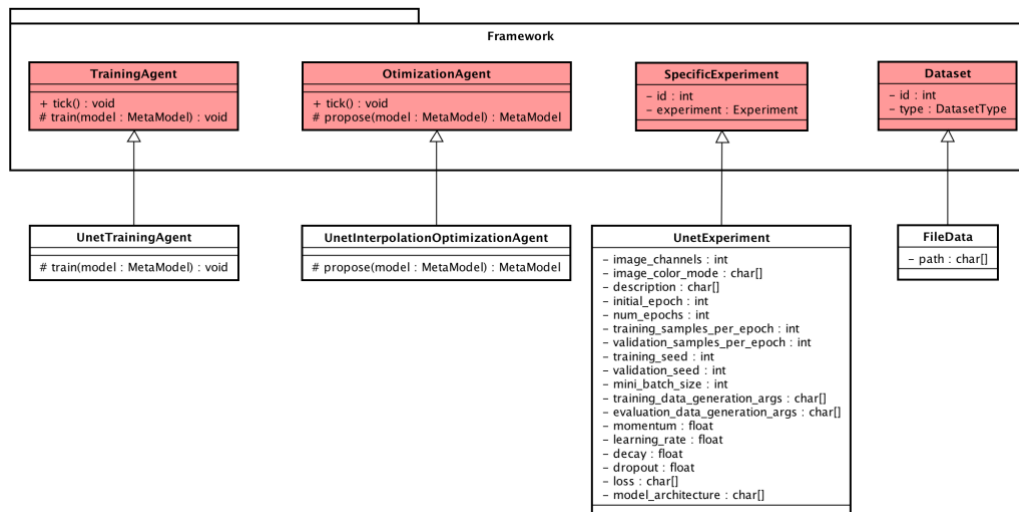 Framework
TrainingAgent
+ tick() : void
# train(model : MetaModel) : void
OtimizationAgent
+ tick() : void
# propose(model : MetaModel) : MetaModel
SpecificExperiment
– id : int
– experiment : Experiment
Dataset
– id : int
– type : DatasetType
UnetTrainingAgent
# train(model : MetaModel) : void
UnetInterpolationOptimizationAgent
# propose(model : MetaModel) : MetaModel
UnetExperiment
– image_channels : int
– image_color_mode : char[]
– description : char[]
– initial_epoch : int
– num_epochs : int
– training_samples_per_epoch : int
– validation_samples_per_epoch : int
– training_seed : int
– validation_seed : int
– mini_batch_size : int
– training_data_generation_args : char[]
– evaluation_data_generation_args : char[]
– momentum : float
– learning_rate : float
– decay : float
– dropout : float
– loss : char[]
– model_architecture : char[]
FileData
– path : char[]